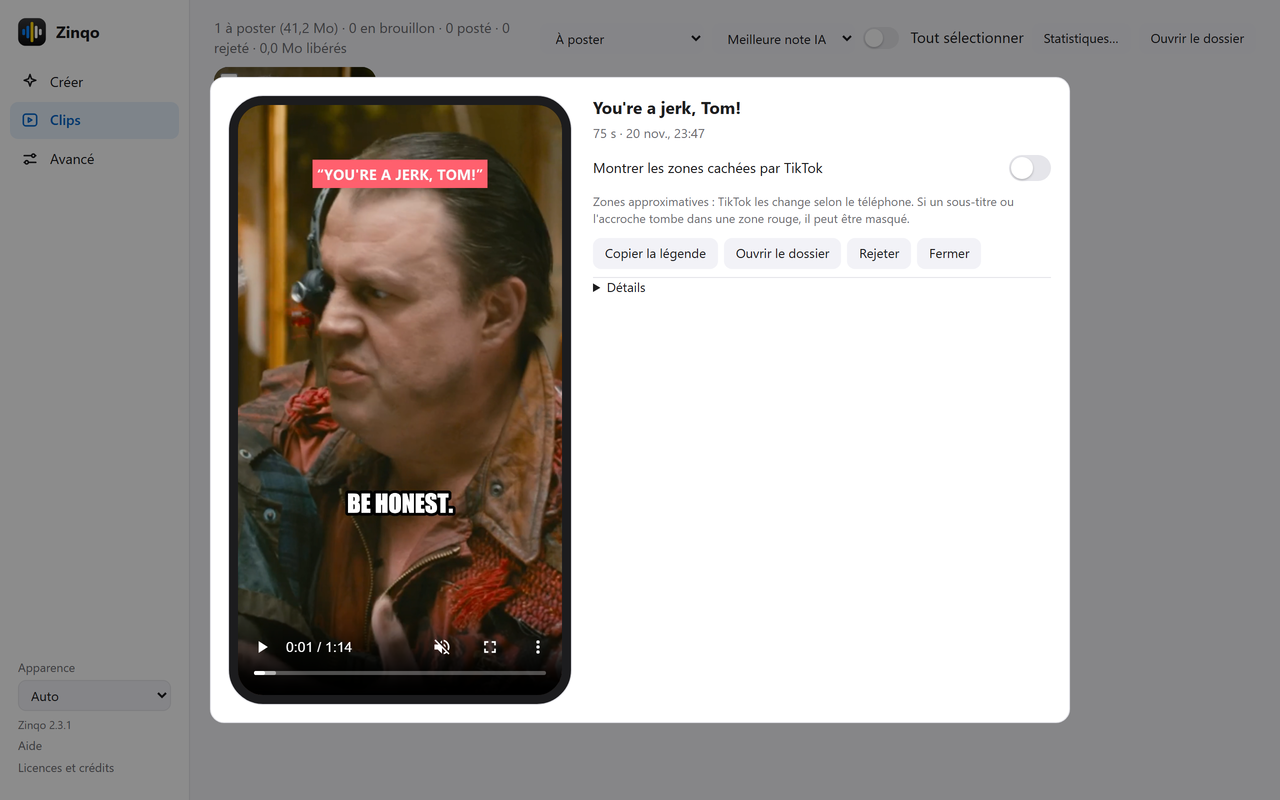 Zinqo
Créer
Clips
Avancé
Apparence
Auto
Zinqo 2.3.1
Aide
Licences et crédits
1 à poster (41,2 Mo) · 0 en brouillon · 0 posté · 0
rejeté · 0,0 Mo libérés
À poster
Meilleure note IA
Tout sélectionner
Statistiques...
Ouvrir le dossier
“YOU'RE A JERK, TOM!”
BE HONEST.
0:01 / 1:14
You're a jerk, Tom!
75 s · 20 nov., 23:47
Montrer les zones cachées par TikTok
Zones approximatives : TikTok les change selon le téléphone. Si un sous-titre ou
l'accroche tombe dans une zone rouge, il peut être masqué.
Copier la légende
Ouvrir le dossier
Rejeter
Fermer
Détails